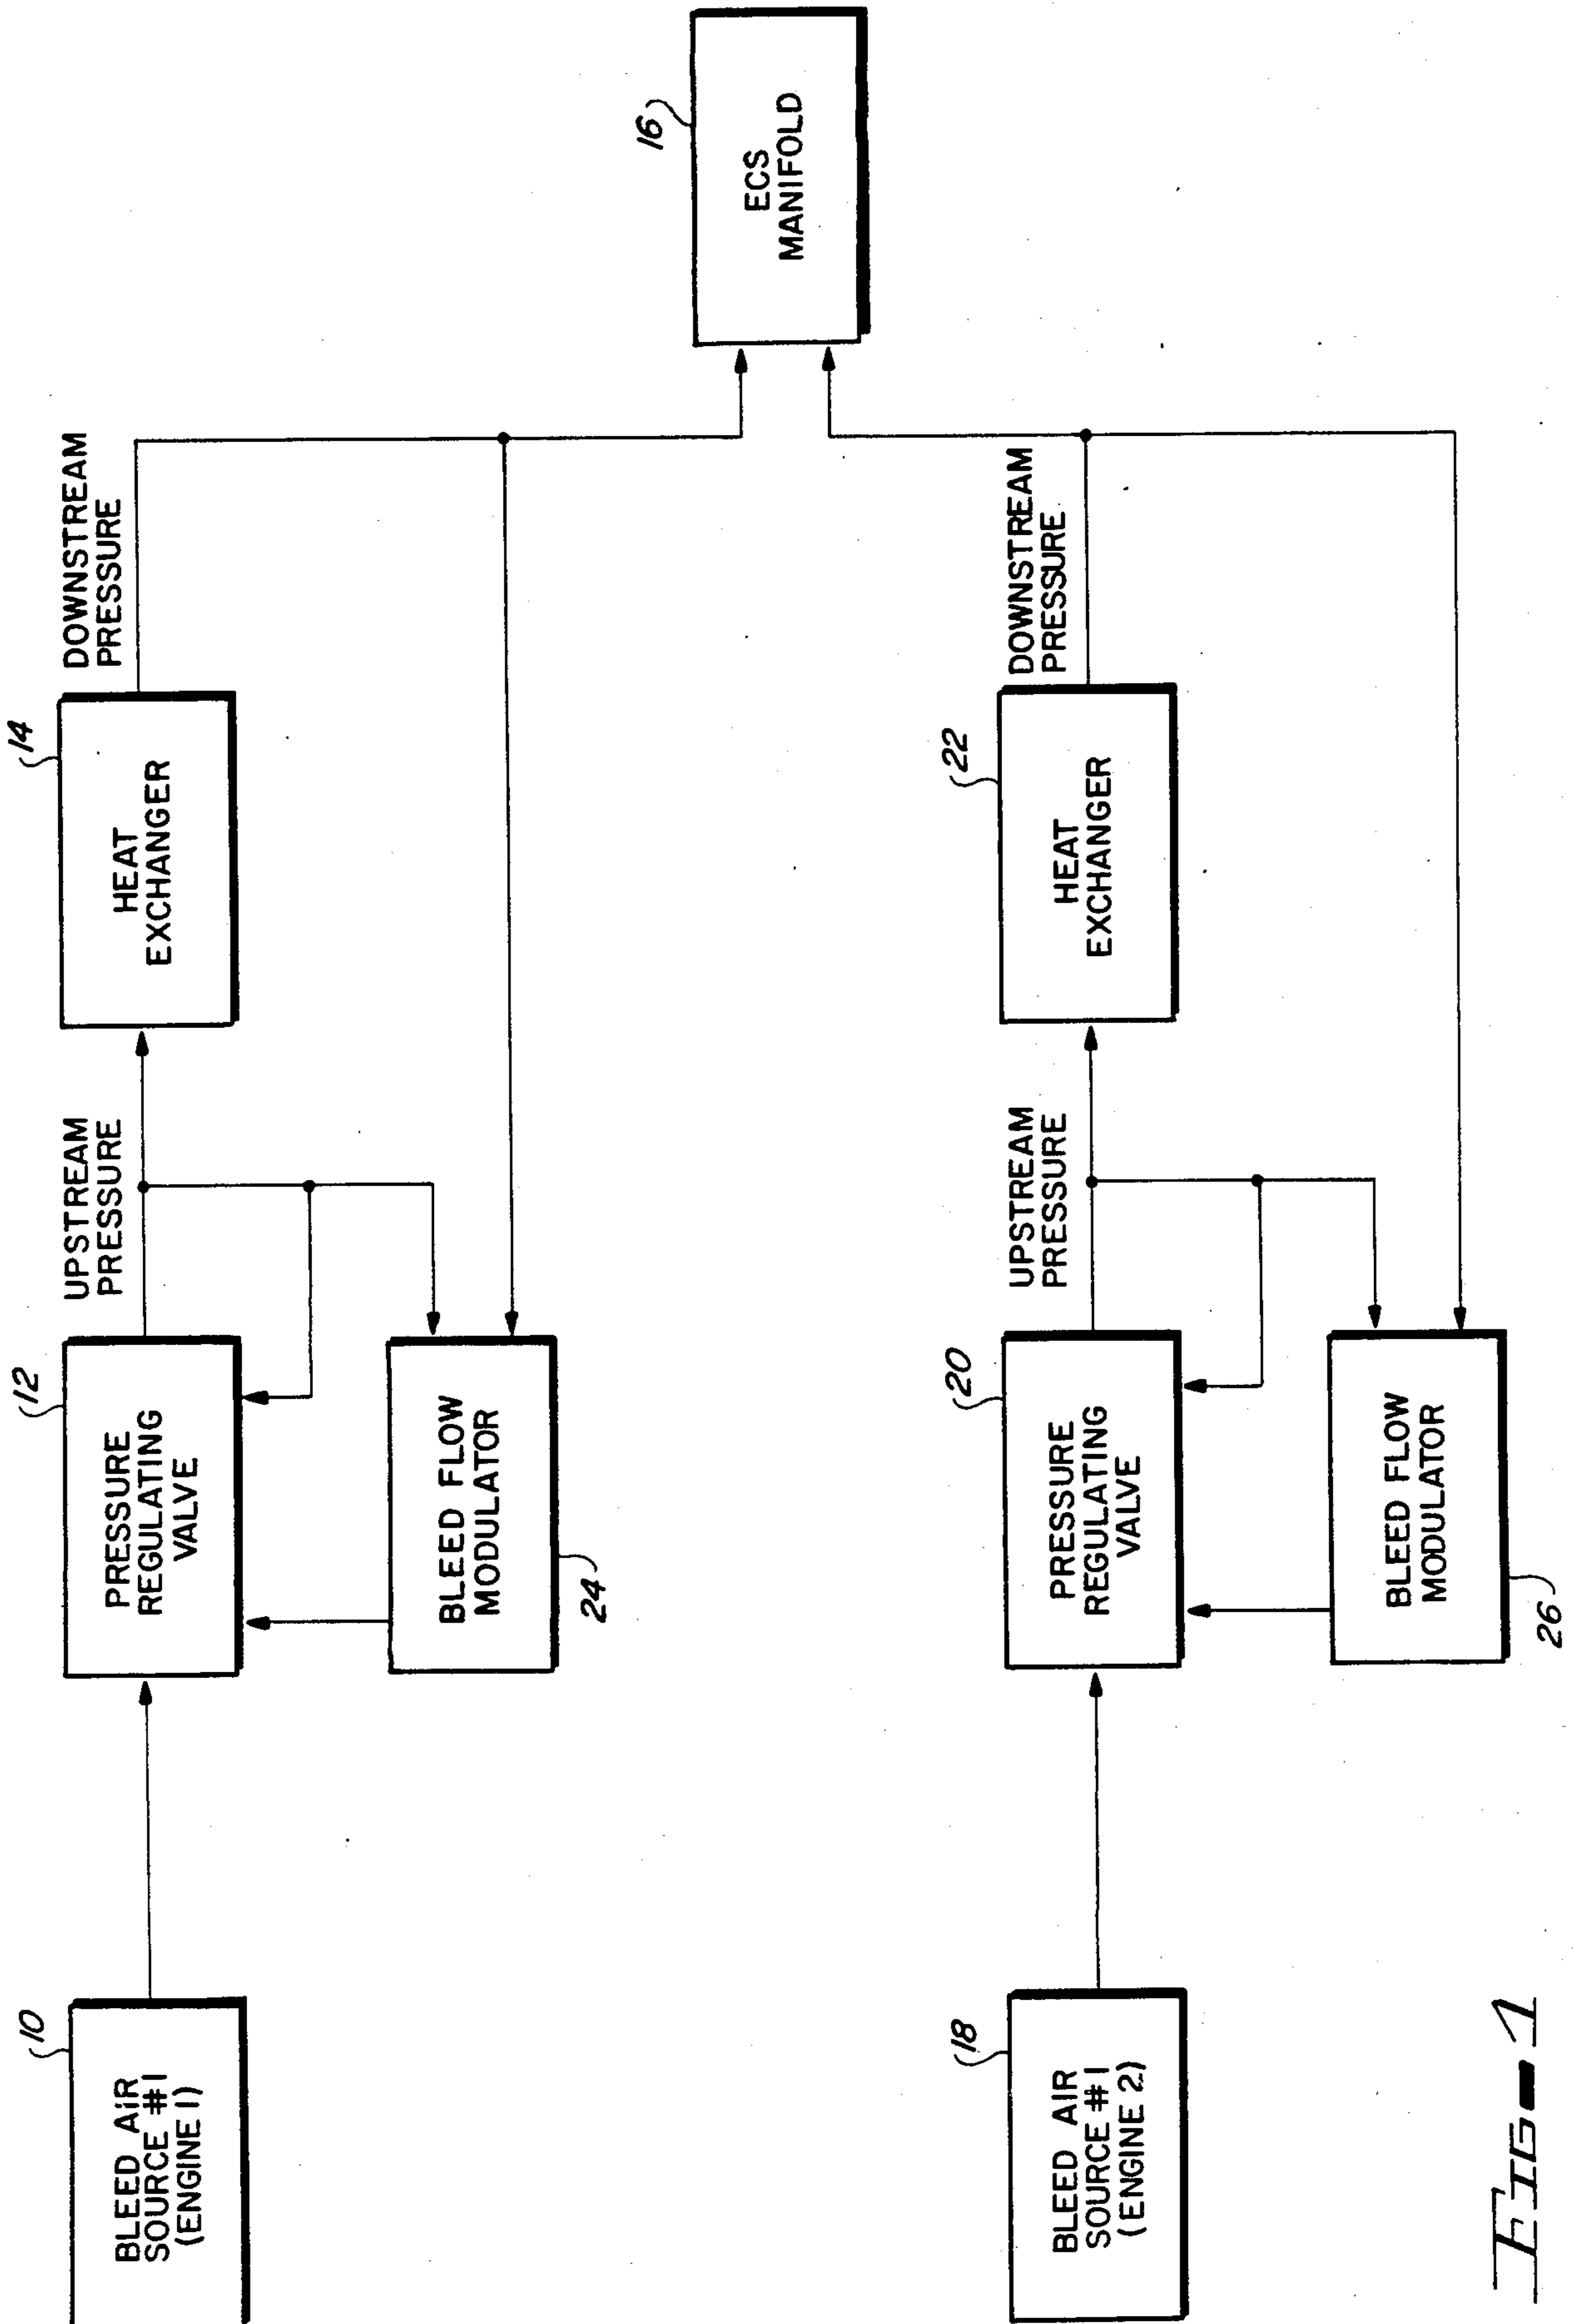 10
BLEED AIR
SOURCE #1
(ENGINE 1)
12
PRESSURE
REGULATING
VALVE
UPSTREAM
PRESSURE
14
HEAT
EXCHANGER
DOWNSTREAM
PRESSURE
BLEED FLOW
MODULATOR
24
16
ECS
MANIFOLD
18
BLEED AIR
SOURCE #1
(ENGINE 2)
20
PRESSURE
REGULATING
VALVE
UPSTREAM
PRESSURE
22
HEAT
EXCHANGER
DOWNSTREAM
PRESSURE
BLEED FLOW
MODULATOR
26
FIG-1